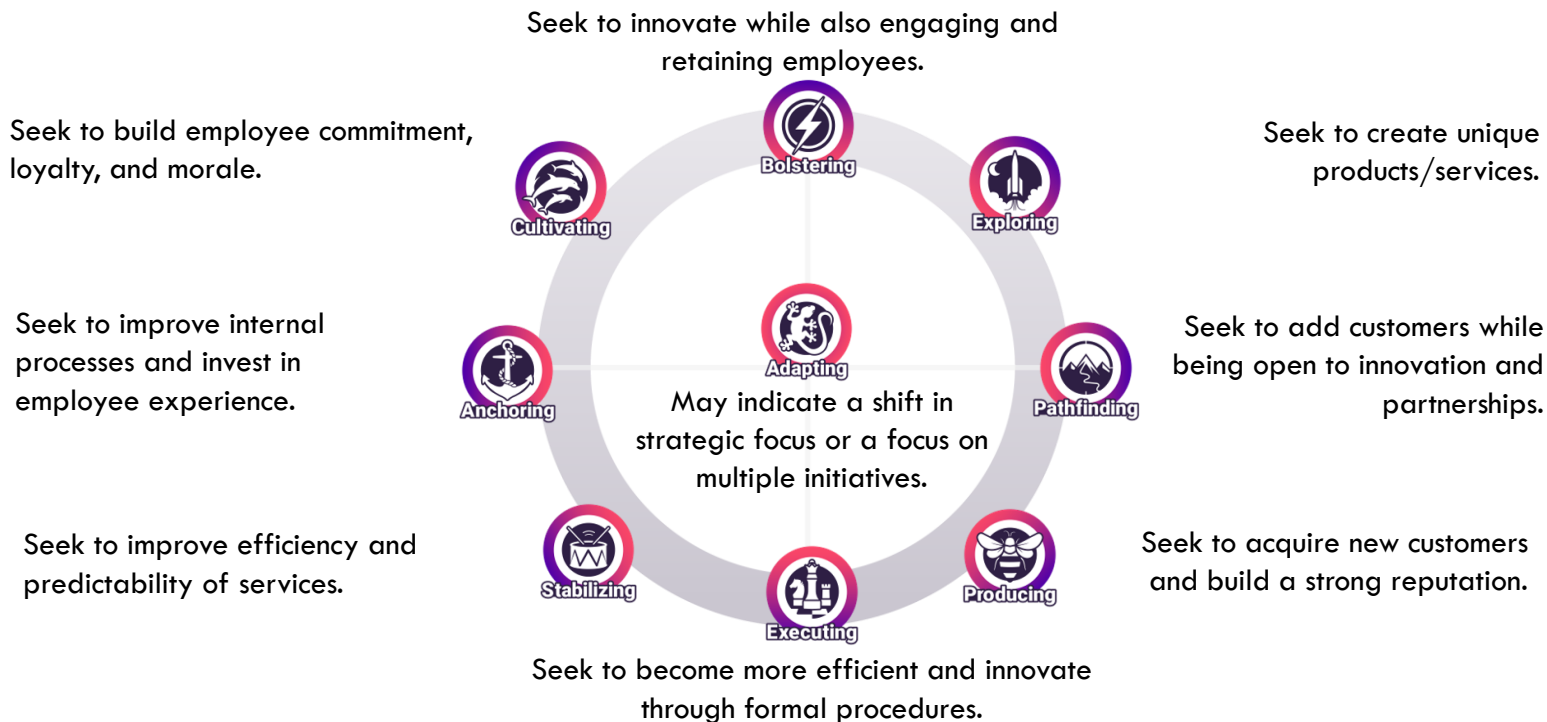 Seek to innovate while also engaging and
retaining employees.
Bolstering
Seek to build employee commitment,
loyalty, and morale.
Cultivating
Exploring
Seek to create unique
products/services.
Seek to improve internal
processes and invest in
employee experience.
Anchoring
Adapting
May indicate a shift in
strategic focus or a focus on
multiple initiatives.
Pathfinding
Seek to add customers while
being open to innovation and
partnerships.
Seek to improve efficiency and
predictability of services.
Stabilizing
Executing
Seek to become more efficient and innovate
through formal procedures.
Producing
Seek to acquire new customers
and build a strong reputation.